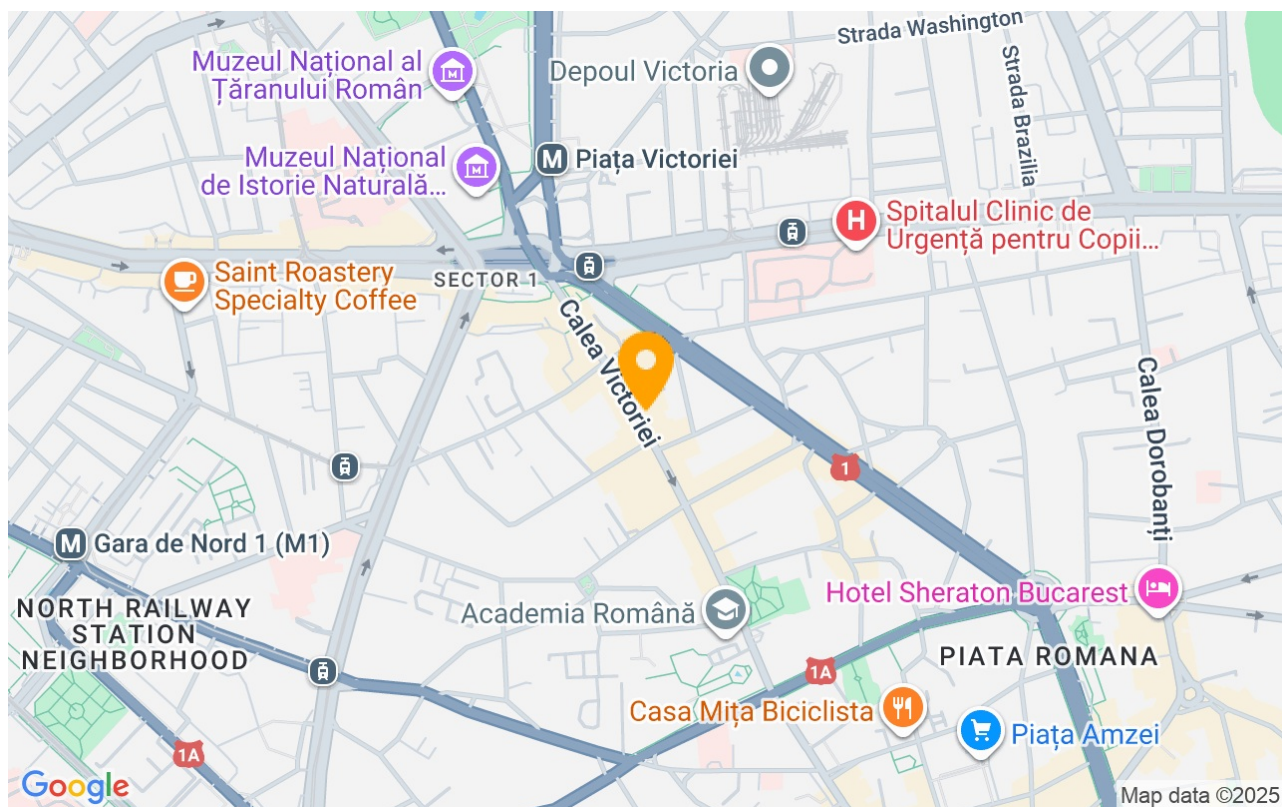 Strada Washington
Muzeul Național al
Țăranului Român
Depoul Victoria
Strada Brazilia
Muzeul Național
de Istorie Naturală...
M
Piața Victoriei
H
Spitalul Clinic de
Urgență pentru Copii...
Saint Roastery
Specialty Coffee
SECTOR 1
Calea Victoriei
Calea Dorobanți
1
M
Gara de Nord 1 (M1)
Hotel Sheraton Bucarest
NORTH RAILWAY
STATION
NEIGHBORHOOD
Academia Română
PIATA ROMANA
1A
Casa Mița Biciclista
Piața Amzei
1A
Google
Map data ©2025